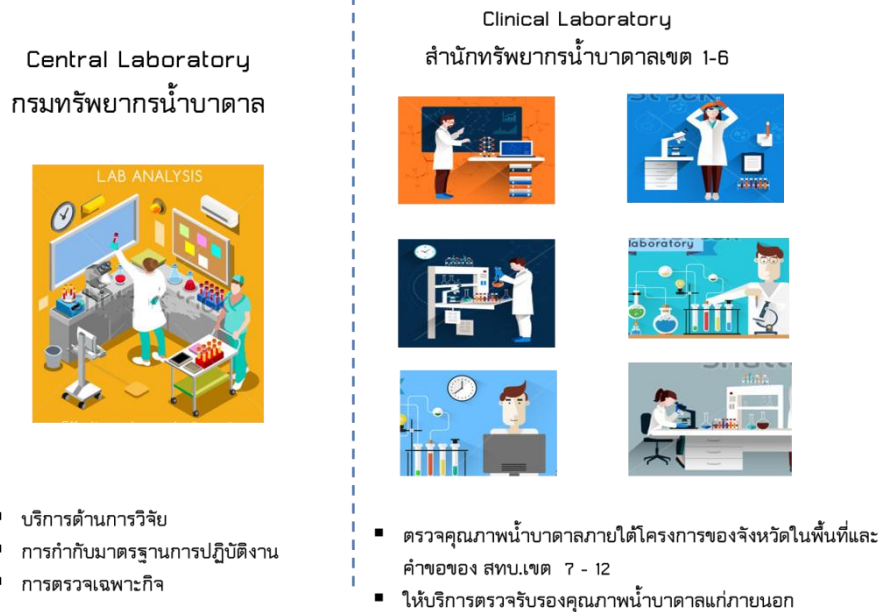 Central Laboratory
กรมทรัพยากรน้ำบาดาล
LAB ANALYSIS
▪ บริการด้านการวิจัย
▪ การกำกับมาตรฐานการปฏิบัติงาน
▪ การตรวจเฉพาะกิจ
Clinical Laboratory
สำนักทรัพยากรน้ำบาดาลเขต 1-6
laboratory
▪ ตรวจคุณภาพน้ำบาดาลภายใต้โครงการของจังหวัดในพื้นที่และ
คำขอของ สทบ.เขต 7 - 12
▪ ให้บริการตรวจรับรองคุณภาพน้ำบาดาลแก่ภายนอก